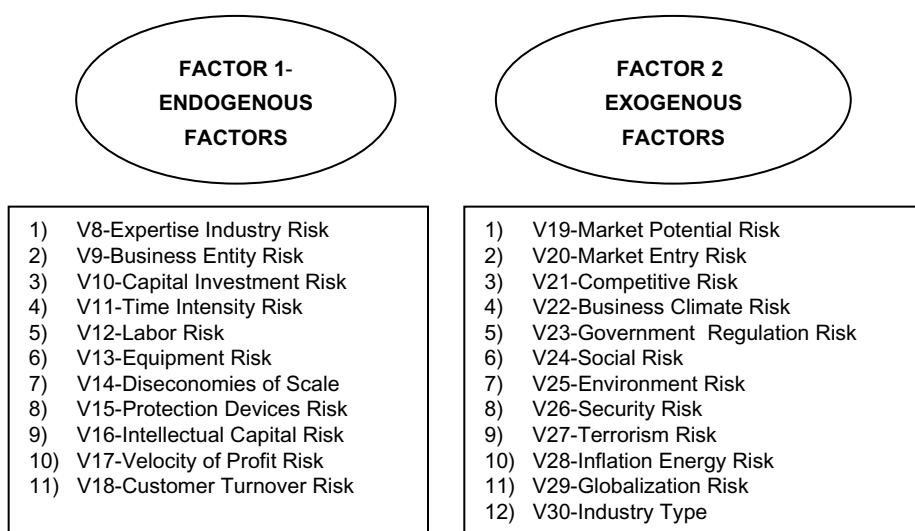 FACTOR 1-
ENDOGENOUS
FACTORS
1) V8-Expertise Industry Risk
2) V9-Business Entity Risk
3) V10-Capital Investment Risk
4) V11-Time Intensity Risk
5) V12-Labor Risk
6) V13-Equipment Risk
7) V14-Diseconomies of Scale
8) V15-Protection Devices Risk
9) V16-Intellectual Capital Risk
10) V17-Velocity of Profit Risk
11) V18-Customer Turnover Risk
FACTOR 2
EXOGENOUS
FACTORS
1) V19-Market Potential Risk
2) V20-Market Entry Risk
3) V21-Competitive Risk
4) V22-Business Climate Risk
5) V23-Government Regulation Risk
6) V24-Social Risk
7) V25-Environment Risk
8) V26-Security Risk
9) V27-Terrorism Risk
10) V28-Inflation Energy Risk
11) V29-Globalization Risk
12) V30-Industry Type